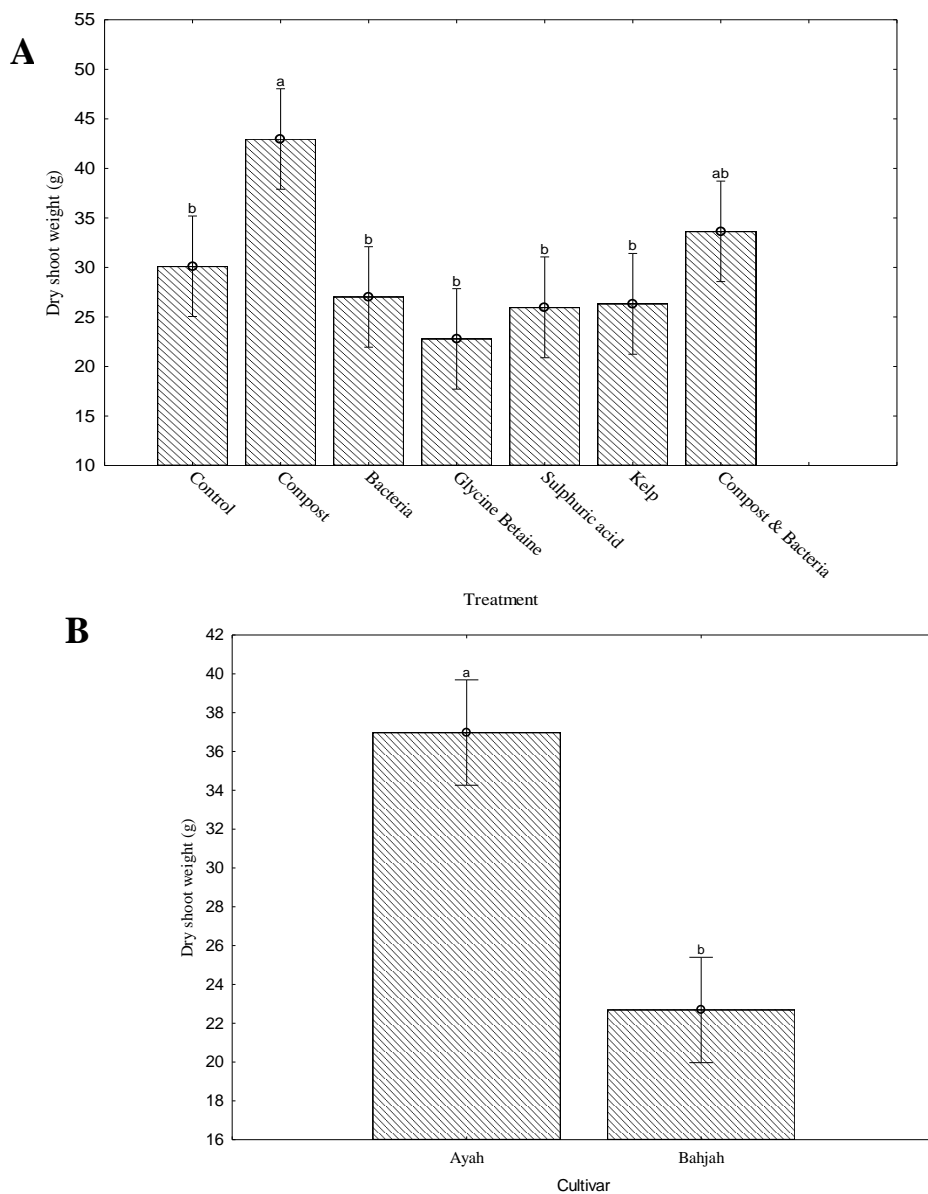 A
55
50
45
40
35
30
25
20
15
10
Dry shoot weight (g)
b
a
b
b
b
b
ab
Control
Compost
Bacteria
Glycine Betaine
Sulphuric acid
Kelp
Compost & Bacteria
Treatment
B
42
40
38
36
34
32
30
28
26
24
22
20
18
16
Dry shoot weight (g)
a
b
Ayah
Bahjah
Cultivar